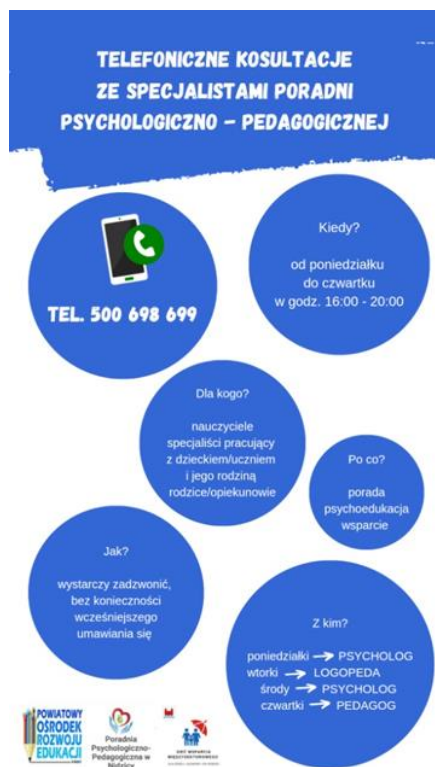 TELEFONICZNE KOSULTACJE
ZE SPECJALISTAMI PORADNI
PSYCHOLOGICZNO – PEDAGOGICZNEJ
TEL. 500 698 699
Kiedy?
od poniedziałku
do czwartku
w godz. 16:00 - 20:00
Dla kogo?
nauczyciele
specjaliści pracujący
z dzieckiem/uczniem
i jego rodziną
rodzice/opiekunowie
Po co?
porada
psychoedukacja
wsparcie
Jak?
wystarczy zadzwonić,
bez konieczności
wcześniejszego
umawiania się
Z kim?
poniedziałki → PSYCHOLOG
wtorki → LOGOPEDA
środy → PSYCHOLOG
czwartki → PEDAGOG
POWIATOWY
OŚRODEK
ROZWOJU
EDUKACJI
Poradnia
Psychologiczno-
Pedagogiczna w
Nidzicy
SIEĆ WSPARCIA